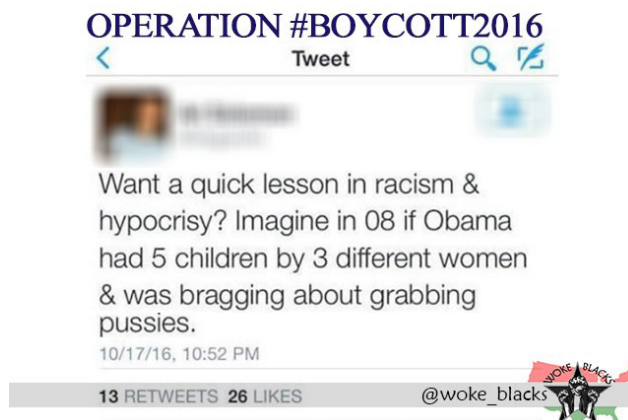 OPERATION #BOYCOTT2016
Tweet
Want a quick lesson in racism &
hypocrisy? Imagine in 08 if Obama
had 5 children by 3 different women
& was bragging about grabbing
pussies.
10/17/16, 10:52 PM
13 RETWEETS 26 LIKES
@woke_blacks
WOKE BLACKS